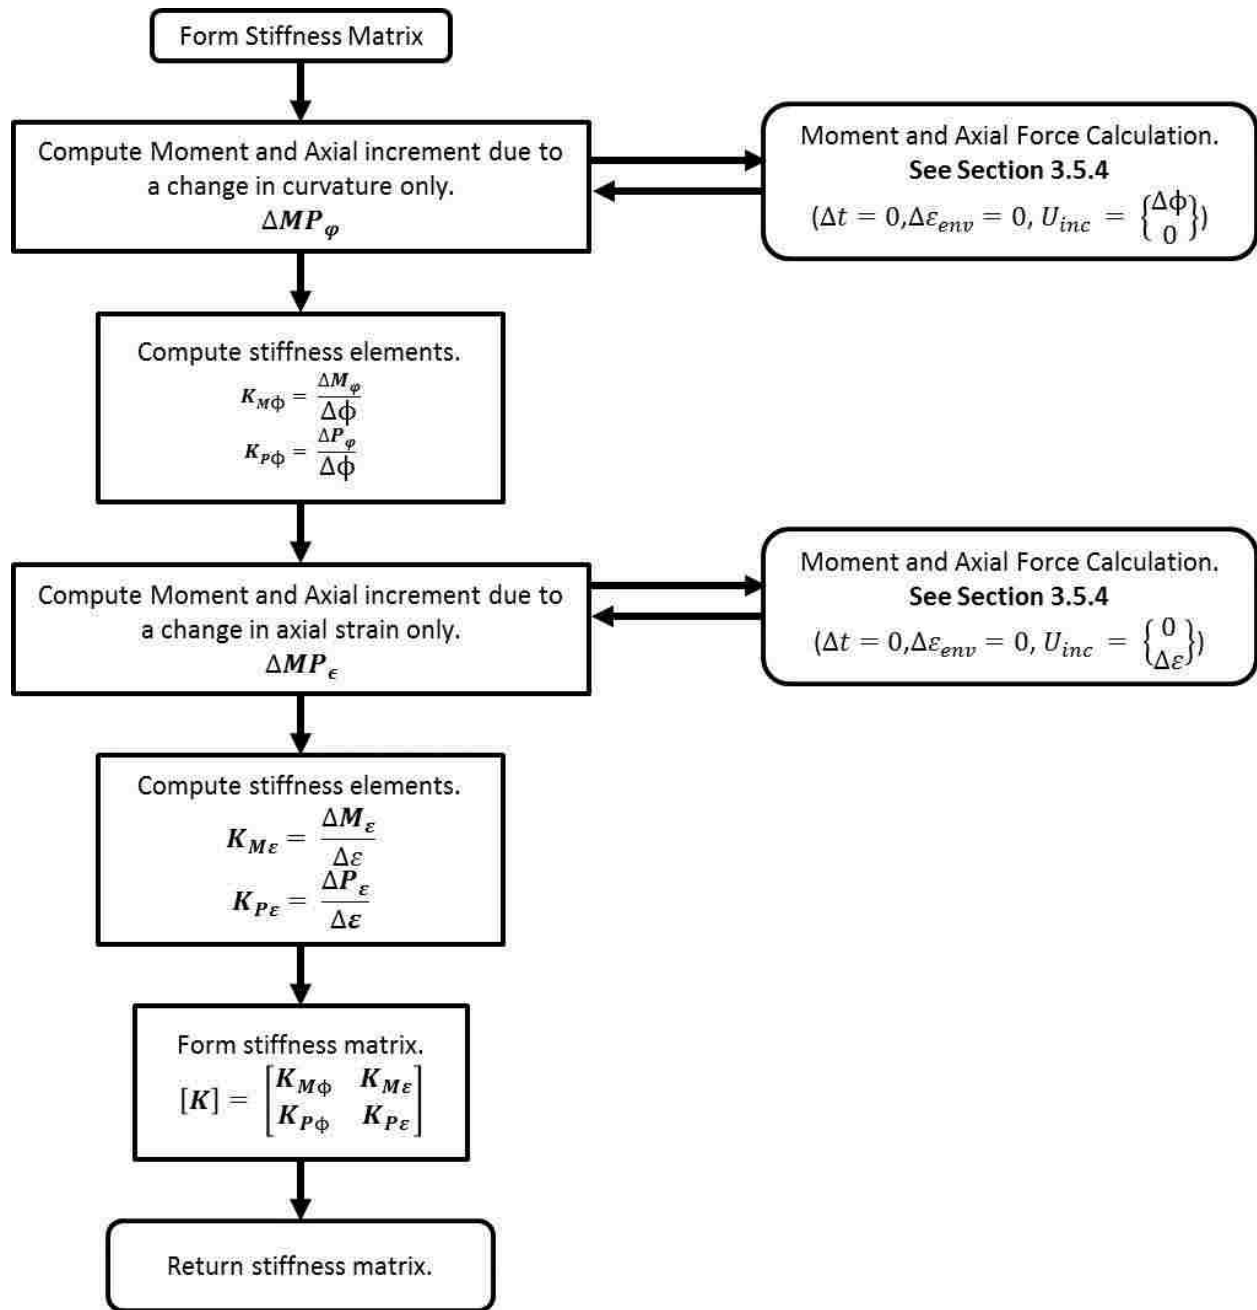 Form Stiffness Matrix
Compute Moment and Axial increment due to
a change in curvature only.
ΔMPφ
Moment and Axial Force Calculation.
See Section 3.5.4
(Δt = 0,Δε_env = 0, U_inc = {Δϕ
0})
Compute stiffness elements.
K_Mϕ = ΔM_φ / Δϕ
K_Pϕ = ΔP_φ / Δϕ
Compute Moment and Axial increment due to
a change in axial strain only.
ΔMP_ϵ
Moment and Axial Force Calculation.
See Section 3.5.4
(Δt = 0,Δε_env = 0, U_inc = {0
Δε})
Compute stiffness elements.
K_Mε = ΔM_ε / Δε
K_Pε = ΔP_ε / Δε
Form stiffness matrix.
[K] = [K_Mϕ K_Mε
K_Pϕ K_Pε]
Return stiffness matrix.